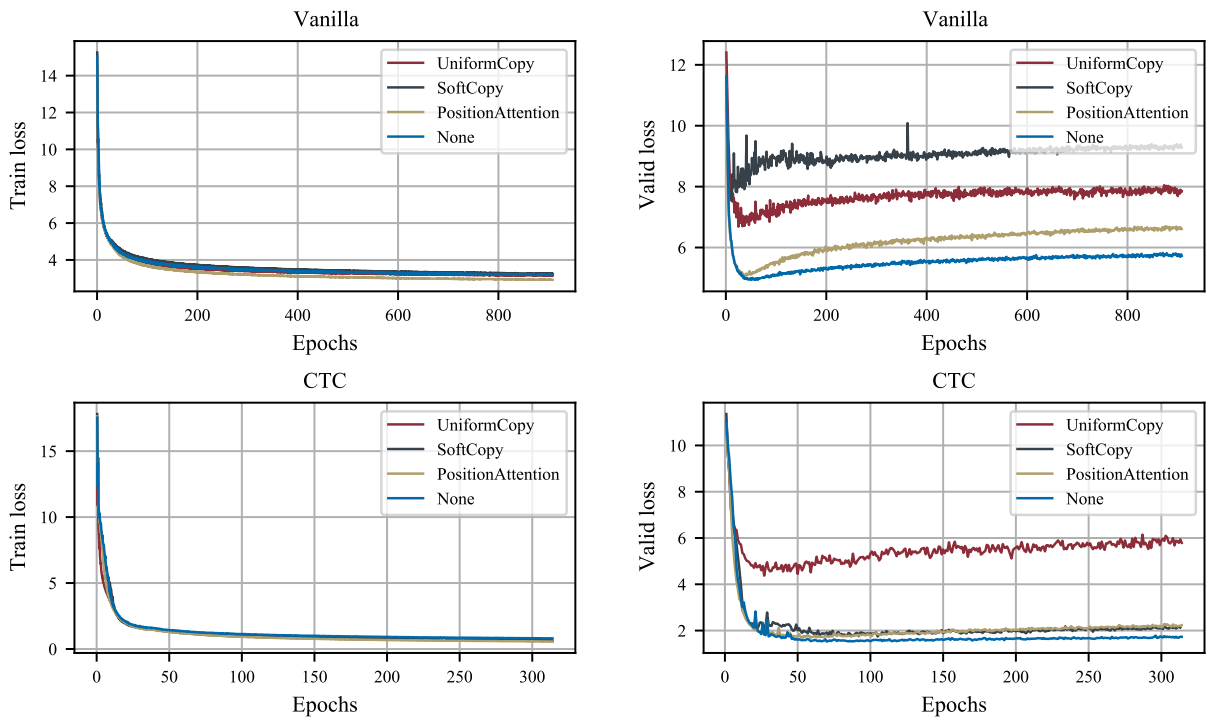 Vanilla
Train loss
14
12
10
8
6
4
0
200
400
600
800
Epochs
UniformCopy
SoftCopy
PositionAttention
None
Vanilla
Valid loss
12
10
8
6
0
200
400
600
800
Epochs
UniformCopy
SoftCopy
PositionAttention
None
CTC
Train loss
15
10
5
0
0
50
100
150
200
250
300
Epochs
UniformCopy
SoftCopy
PositionAttention
None
CTC
Valid loss
10
8
6
4
2
0
50
100
150
200
250
300
Epochs
UniformCopy
SoftCopy
PositionAttention
None